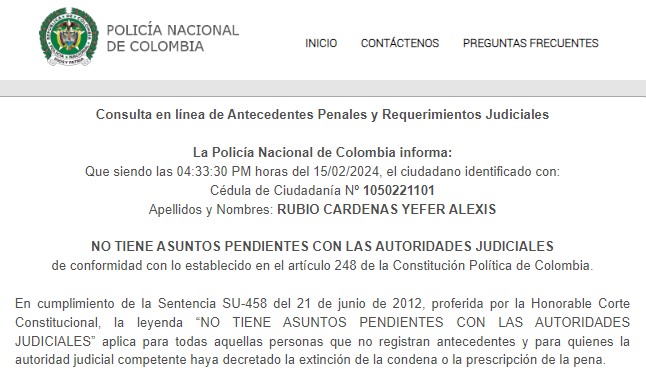 POLICÍA NACIONAL
DE COLOMBIA
INICIO CONTÁCTENOS PREGUNTAS FRECUENTES
Consulta en línea de Antecedentes Penales y Requerimientos Judiciales
La Policía Nacional de Colombia informa:
Que siendo las 04:33:30 PM horas del 15/02/2024, el ciudadano identificado con:
Cédula de Ciudadanía Nº 1050221101
Apellidos y Nombres: RUBIO CARDENAS YEFER ALEXIS
NO TIENE ASUNTOS PENDIENTES CON LAS AUTORIDADES JUDICIALES
de conformidad con lo establecido en el artículo 248 de la Constitución Política de Colombia.
En cumplimiento de la Sentencia SU-458 del 21 de junio de 2012, proferida por la Honorable Corte
Constitucional, la leyenda “NO TIENE ASUNTOS PENDIENTES CON LAS AUTORIDADES
JUDICIALES” aplica para todas aquellas personas que no registran antecedentes y para quienes la
autoridad judicial competente haya decretado la extinción de la condena o la prescripción de la pena.